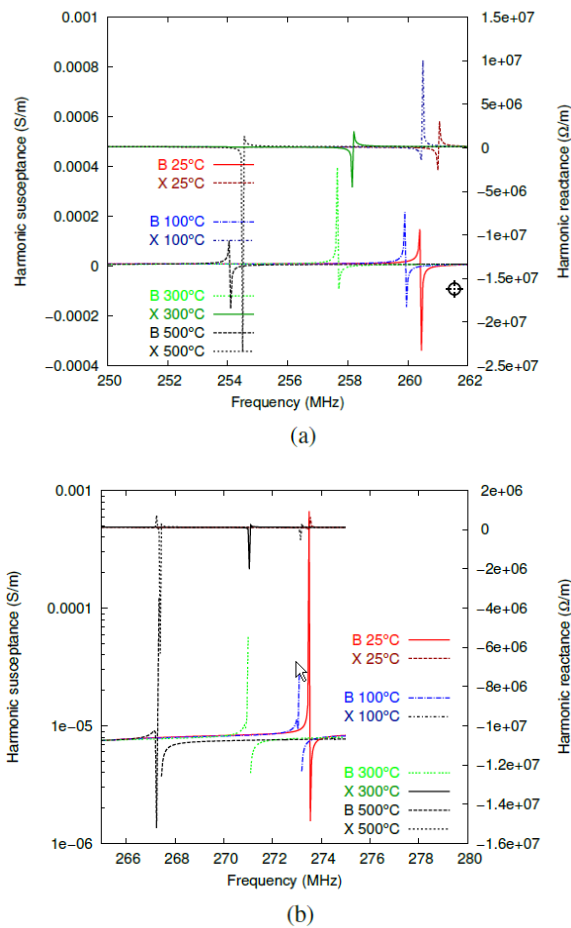 0.001
0.0008
0.0006
0.0004
0.0002
0
−0.0002
−0.0004
Harmonic susceptance (S/m)
1.5e+07
1e+07
5e+06
0
−5e+06
−1e+07
−1.5e+07
−2e+07
−2.5e+07
Harmonic reactance (Ω/m)
B 25°C
X 25°C
B 100°C
X 100°C
B 300°C
X 300°C
B 500°C
X 500°C
250 252 254 256 258 260 262
Frequency (MHz)
(a)
0.001
0.0001
1e−05
1e−06
Harmonic susceptance (S/m)
2e+06
0
−2e+06
−4e+06
−6e+06
−8e+06
−1e+07
−1.2e+07
−1.4e+07
−1.6e+07
Harmonic reactance (Ω/m)
B 25°C
X 25°C
B 100°C
X 100°C
B 300°C
X 300°C
B 500°C
X 500°C
266 268 270 272 274 276 278 280
Frequency (MHz)
(b)